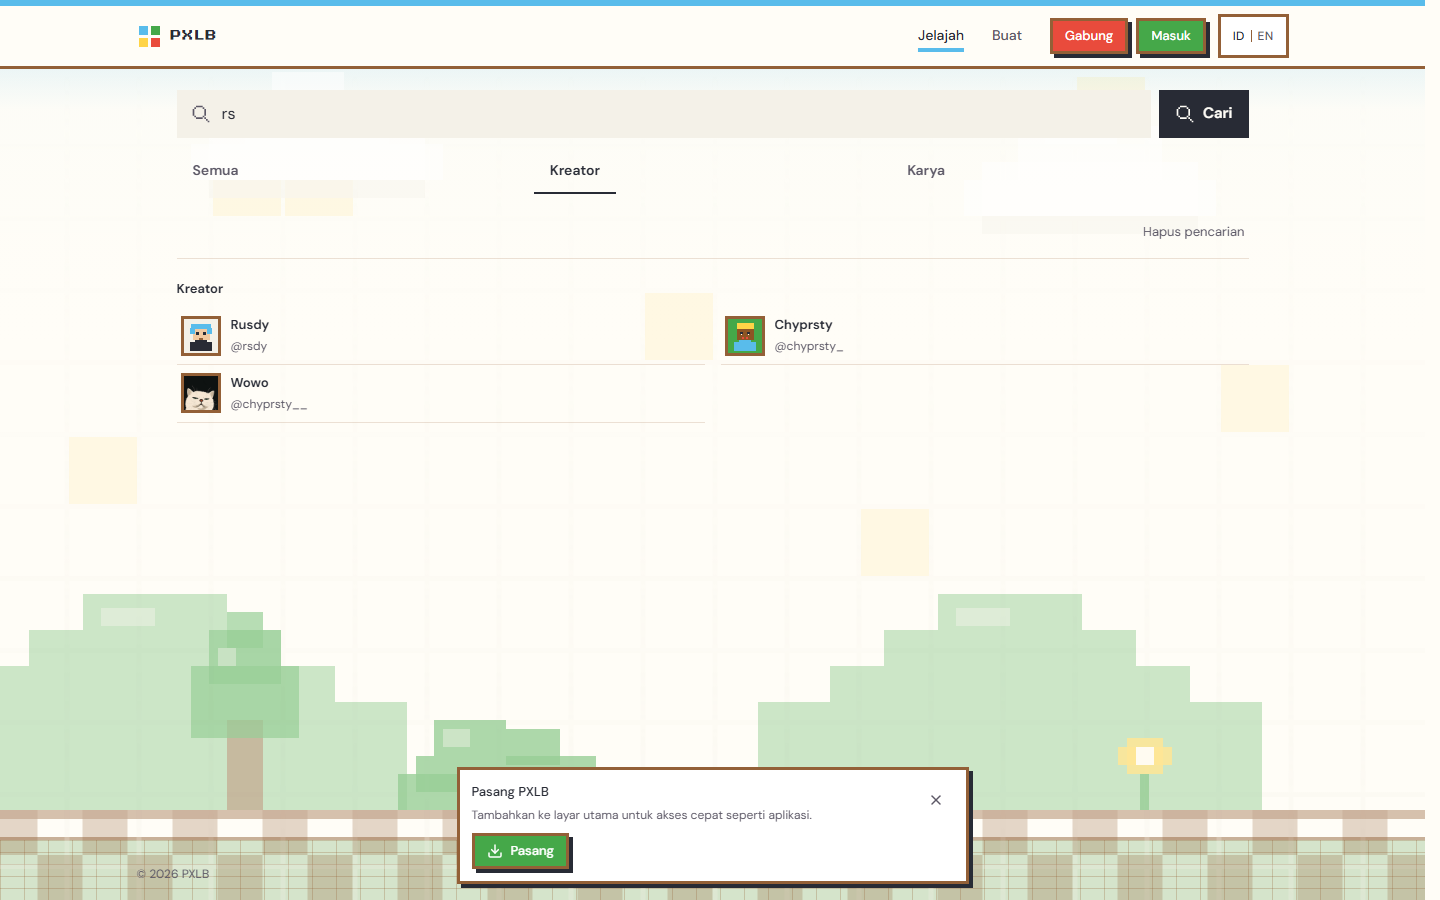 PXLB
Jelajah
Buat
Gabung
Masuk
ID | EN
rs
Cari
Semua
Kreator
Karya
Hapus pencarian
Kreator
Rusdy
@rsdy
Chyprsty
@chyprsty_
Wowo
@chyprsty__
Pasang PXLB
Tambahkan ke layar utama untuk akses cepat seperti aplikasi.
Pasang
© 2026 PXLB